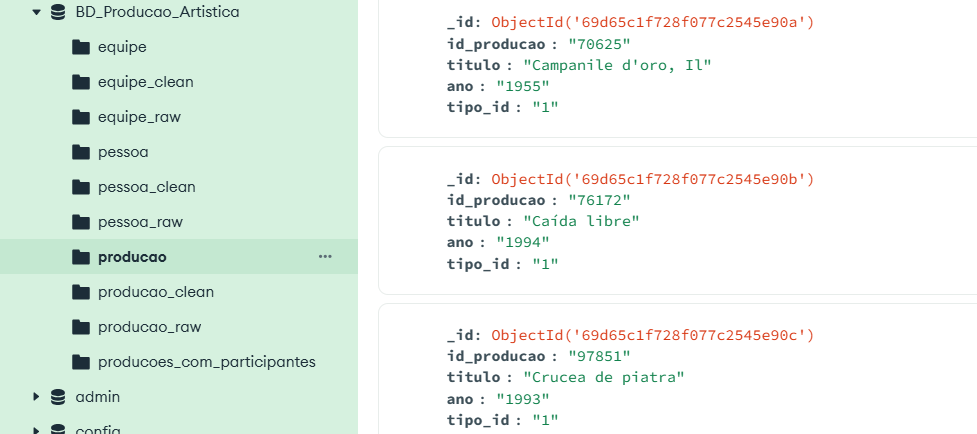 BD_Producao_Artistica
equipe
equipe_clean
equipe_raw
pessoa
pessoa_clean
pessoa_raw
producao
producao_clean
producao_raw
producoes_com_participantes
admin
config
_id: ObjectId('69d65c1f728f077c2545e90a')
id_producao : "70625"
titulo : "Campanile d'oro, Il"
ano : "1955"
tipo_id : "1"
_id: ObjectId('69d65c1f728f077c2545e90b')
id_producao : "76172"
titulo : "Caída libre"
ano : "1994"
tipo_id : "1"
_id: ObjectId('69d65c1f728f077c2545e90c')
id_producao : "97851"
titulo : "Crucea de piatra"
ano : "1993"
tipo_id : "1"